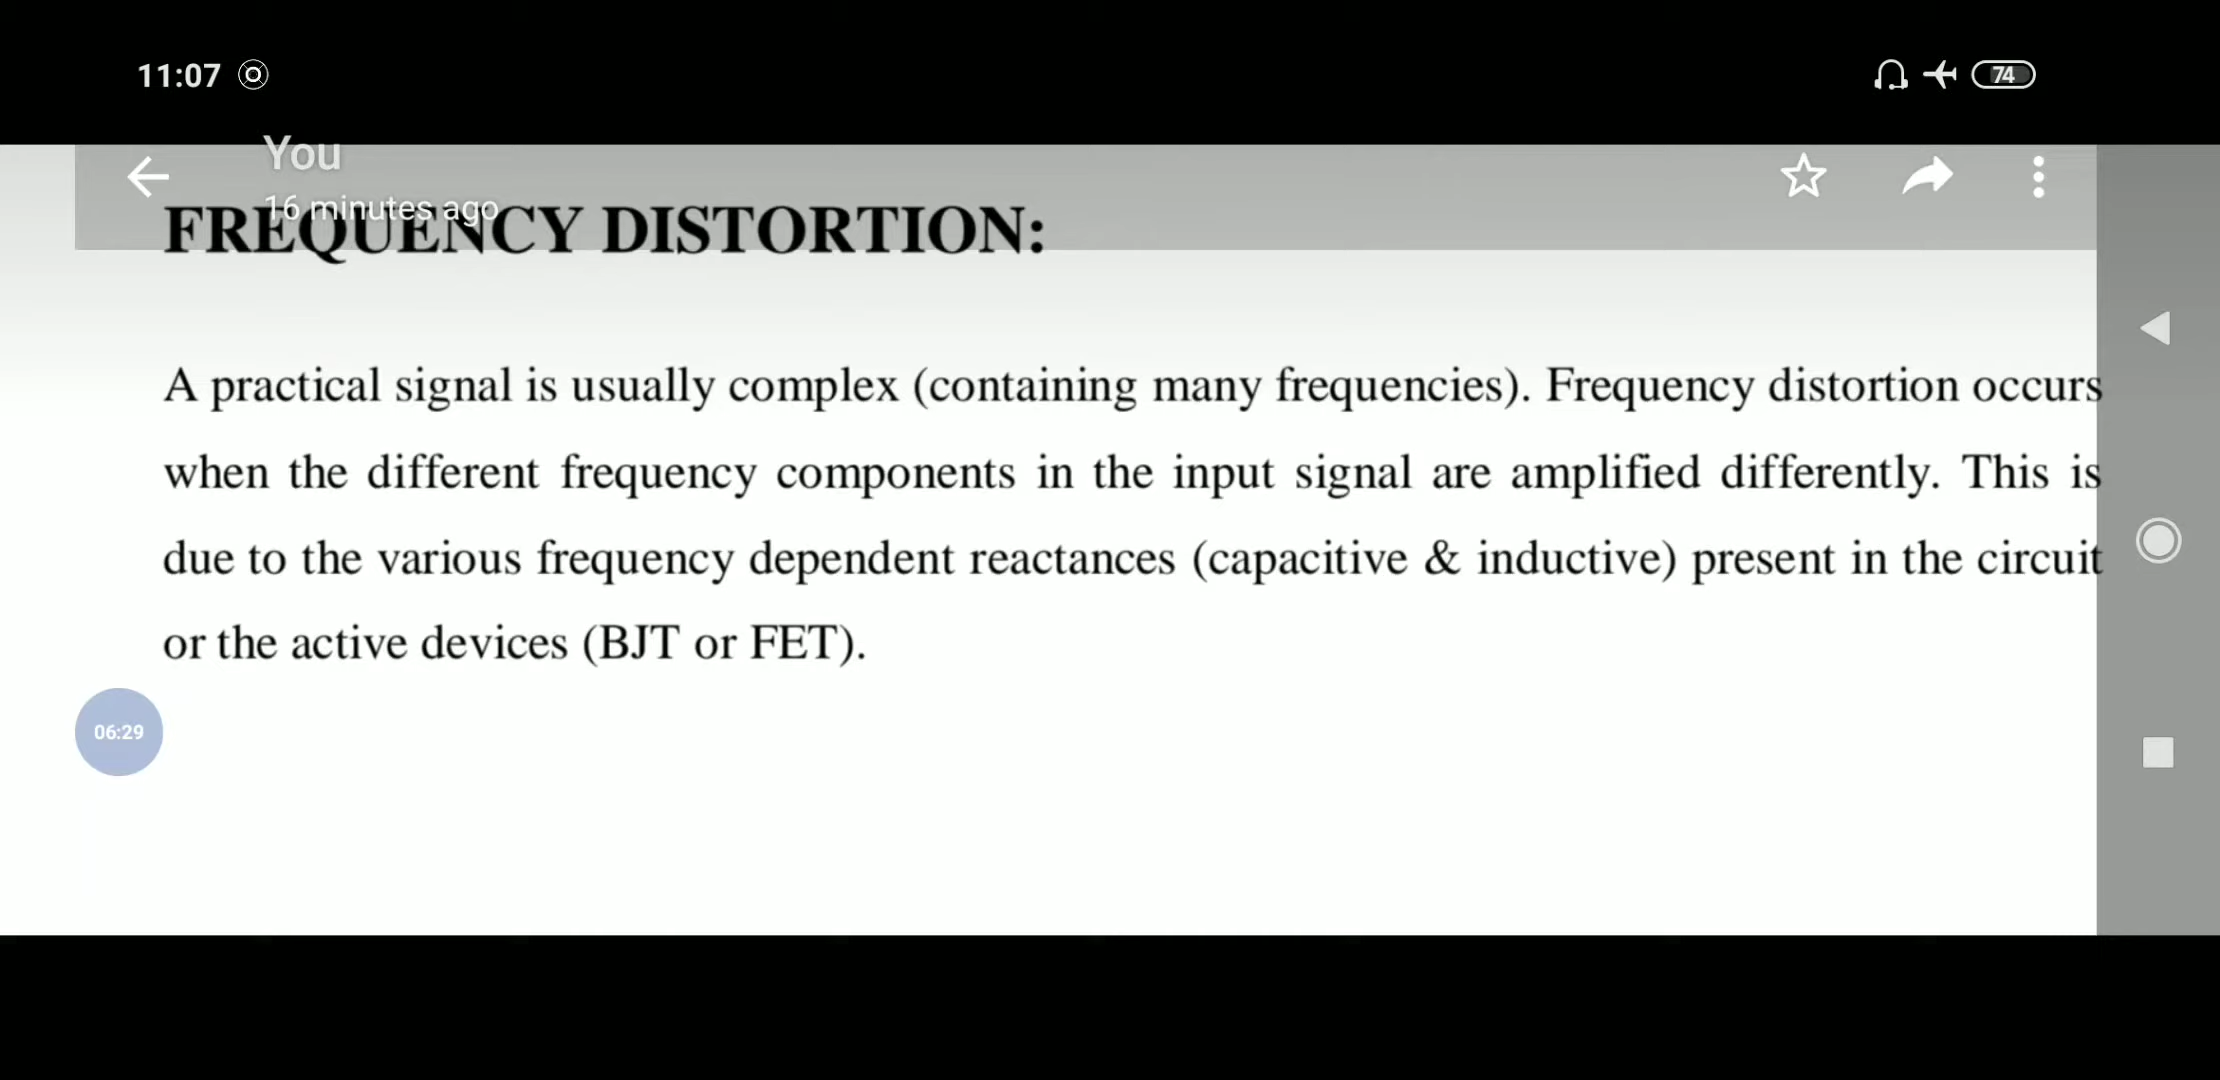 11:07
74
You
16 minutes ago
FREQUENCY DISTORTION:
A practical signal is usually complex (containing many frequencies). Frequency distortion occurs
when the different frequency components in the input signal are amplified differently. This is
due to the various frequency dependent reactances (capacitive & inductive) present in the circuit
or the active devices (BJT or FET).
06:29